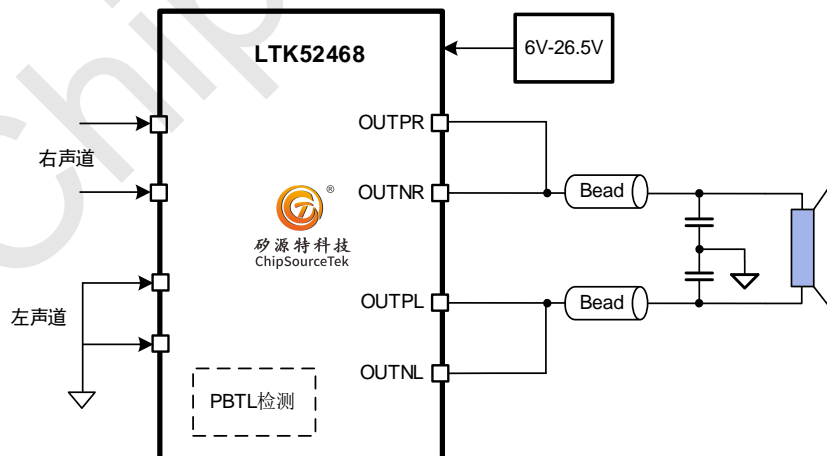 LTK52468
6V-26.5V
OUTPR
右声道
OUTNR
Bead
®
矽源特科技
ChipSourceTek
OUTPL
Bead
左声道
OUTNL
PBTL检测
Chip